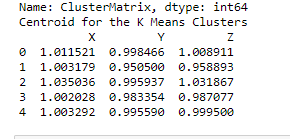 Name: ClusterMatrix, dtype: int64
Centroid for the K Means Clusters
X Y Z
0 1.011521 0.998466 1.008911
1 1.003179 0.950500 0.958893
2 1.035036 0.995937 1.031867
3 1.002028 0.983354 0.987077
4 1.003292 0.995590 0.999500